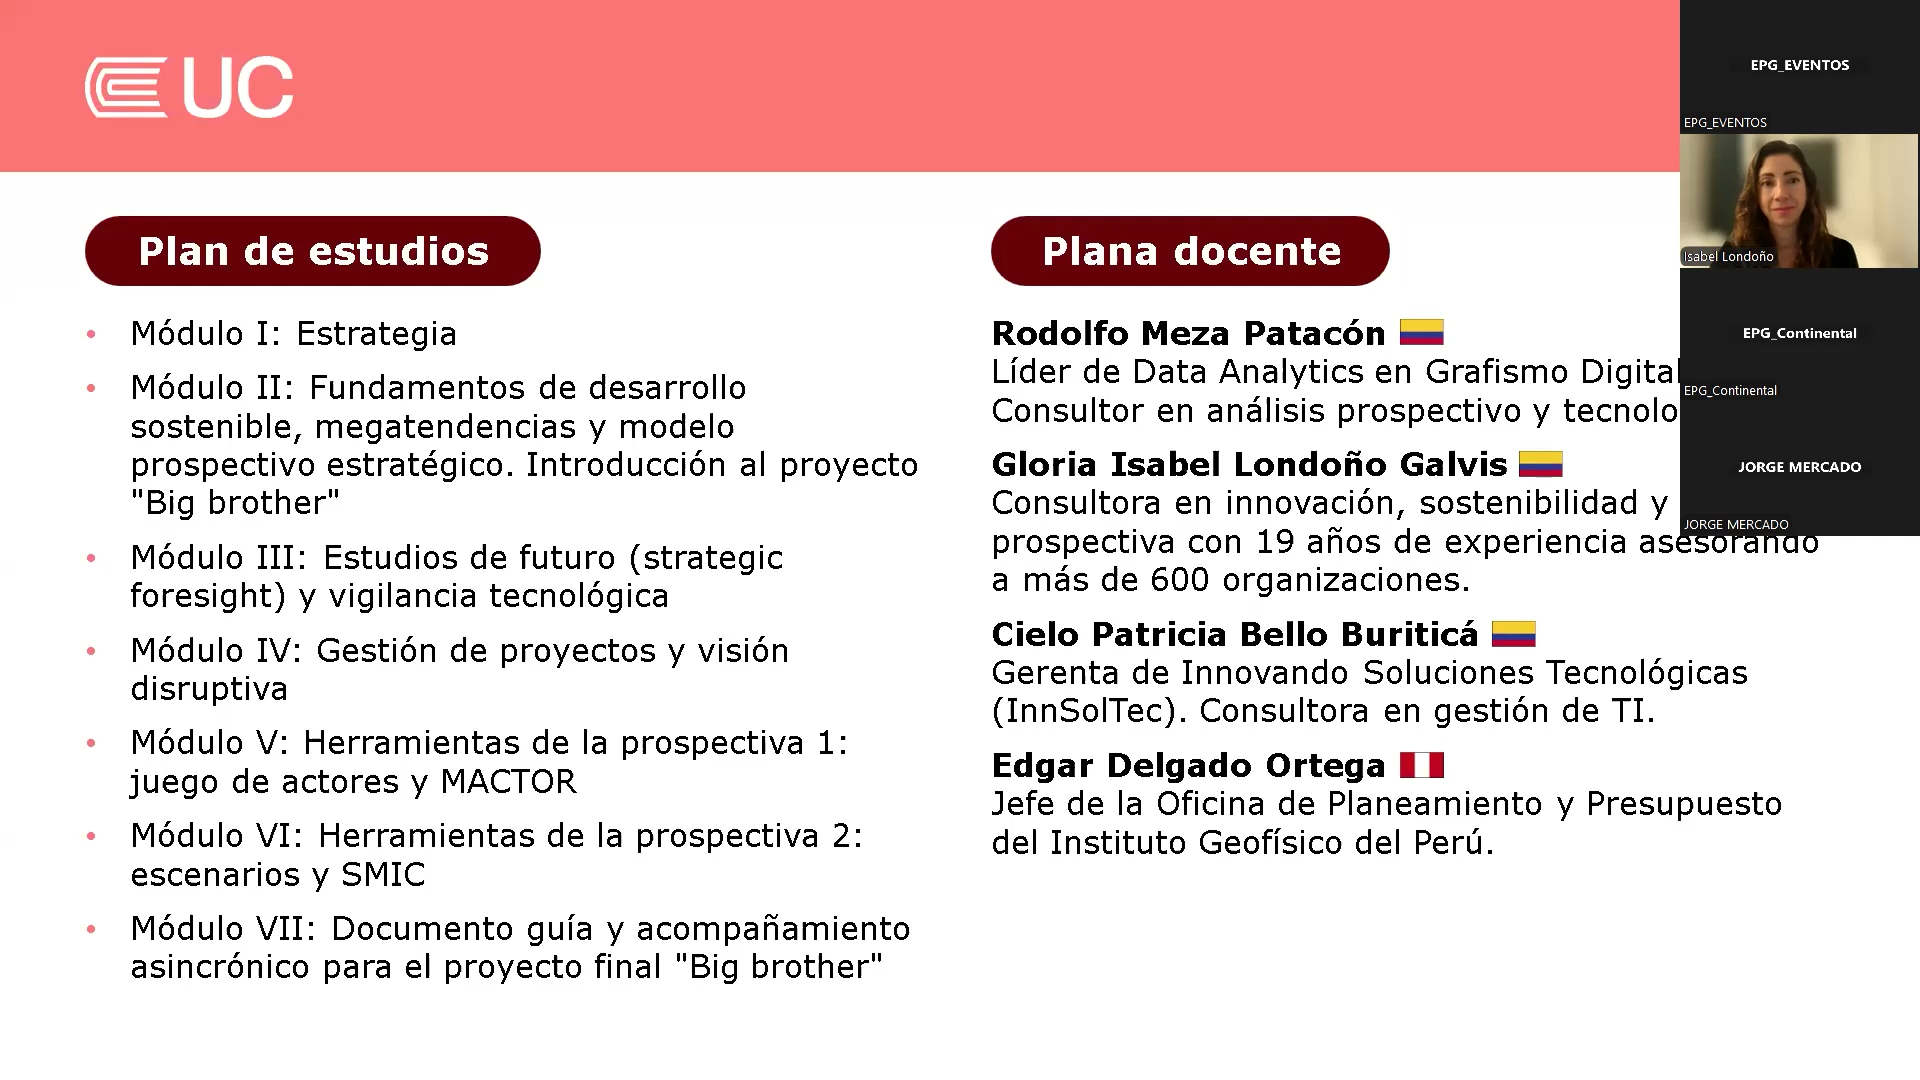 UC
Plan de estudios
Módulo I: Estrategia
Módulo II: Fundamentos de desarrollo
sostenible, megatendencias y modelo
prospectivo estratégico. Introducción al proyecto
"Big brother"
Módulo III: Estudios de futuro (strategic
foresight) y vigilancia tecnológica
Módulo IV: Gestión de proyectos y visión
disruptiva
Módulo V: Herramientas de la prospectiva 1:
juego de actores y MACTOR
Módulo VI: Herramientas de la prospectiva 2:
escenarios y SMIC
Módulo VII: Documento guía y acompañamiento
asincrónico para el proyecto final "Big brother"
Plana docente
Rodolfo Meza Patacón
Líder de Data Analytics en Grafismo Digital
Consultor en análisis prospectivo y
Gloria Isabel Londoño Galvis
Consultora en innovación, sostenibilidad y
prospectiva con 19 años de experiencia asesorando
a más de 600 organizaciones.
Cielo Patricia Bello Buriticá
Gerenta de Innovando Soluciones Tecnológicas
(InnSolTec). Consultora en gestión de TI.
Edgar Delgado Ortega
Jefe de la Oficina de Planeamiento y Presupuesto
del Instituto Geofísico del Perú.
EPG_EVENTOS
EPG_EVENTOS
Isabel Londoño
EPG_Continental
EPG_Continental
JORGE MERCADO
JORGE MERCADO